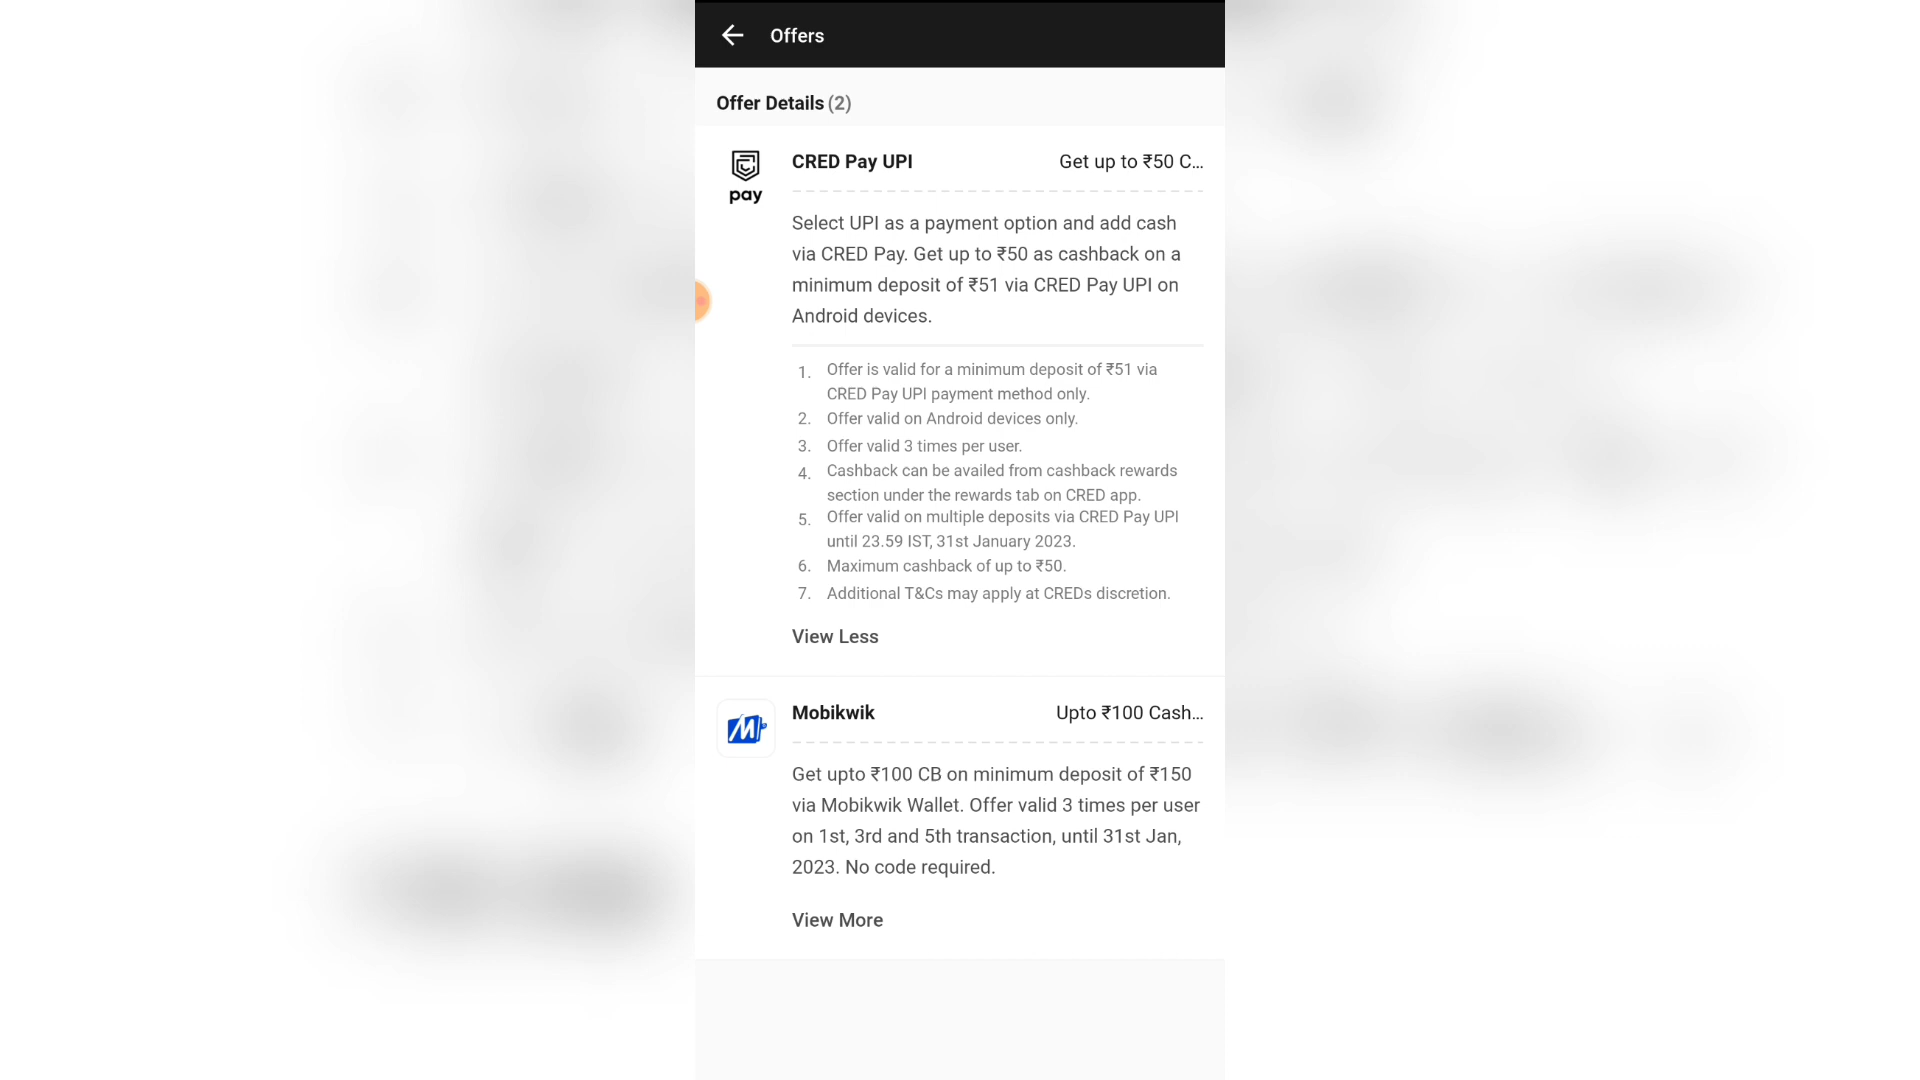 Offers
Offer Details (2)
pay
CRED Pay UPI
Get up to ₹50 C...
Select UPI as a payment option and add cash
via CRED Pay. Get up to ₹50 as cashback on a
minimum deposit of ₹51 via CRED Pay UPI on
Android devices.
1. Offer is valid for a minimum deposit of ₹51 via
CRED Pay UPI payment method only.
2. Offer valid on Android devices only.
3. Offer valid 3 times per user.
4. Cashback can be availed from cashback rewards
section under the rewards tab on CRED app.
5. Offer valid on multiple deposits via CRED Pay UPI
until 23.59 IST, 31st January 2023.
6. Maximum cashback of up to ₹50.
7. Additional T&Cs may apply at CREDs discretion.
View Less
Mobikwik
Upto ₹100 Cash...
Get upto ₹100 CB on minimum deposit of ₹150
via Mobikwik Wallet. Offer valid 3 times per user
on 1st, 3rd and 5th transaction, until 31st Jan,
2023. No code required.
View More